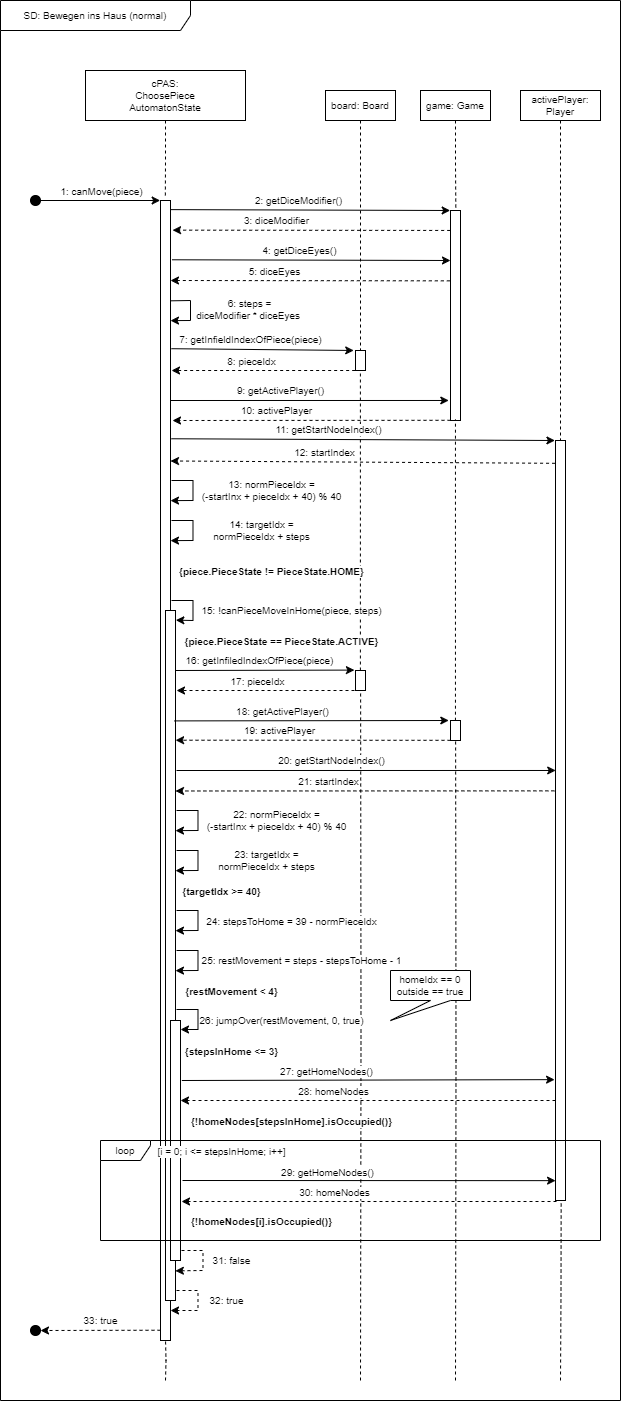 SD: Bewegen ins Haus (normal)
cPAS:
ChoosePiece
AutomatonState
board: Board
game: Game
activePlayer:
Player
1: canMove(piece)
2: getDiceModifier()
3: diceModifier
4: getDiceEyes()
5: diceEyes
6: steps =
diceModifier * diceEyes
7: getInfieldIndexOfPiece(piece)
8: pieceIdx
9: getActivePlayer()
10: activePlayer
11: getStartNodeIndex()
12: startIndex
13: normPieceIdx =
(-startInx + pieceIdx + 40) % 40
14: targetIdx =
normPieceIdx + steps
{piece.PieceState != PieceState.HOME}
15: !canPieceMoveInHome(piece, steps)
{piece.PieceState == PieceState.ACTIVE}
16: getInfiledIndexOfPiece(piece)
17: pieceIdx
18: getActivePlayer()
19: activePlayer
20: getStartNodeIndex()
21: startIndex
22: normPieceIdx =
(-startInx + pieceIdx + 40) % 40
23: targetIdx =
normPieceIdx + steps
{targetIdx >= 40}
24: stepsToHome = 39 - normPieceIdx
25: restMovement = steps - stepsToHome - 1
homeIdx == 0
outside == true
{restMovement < 4}
26: jumpOver(restMovement, 0, true)
{stepsInHome <= 3}
27: getHomeNodes()
28: homeNodes
{!homeNodes[stepsInHome].isOccupied()}
loop
[i = 0; i <= stepsInHome; i++]
29: getHomeNodes()
30: homeNodes
{!homeNodes[i].isOccupied()}
31: false
32: true
33: true